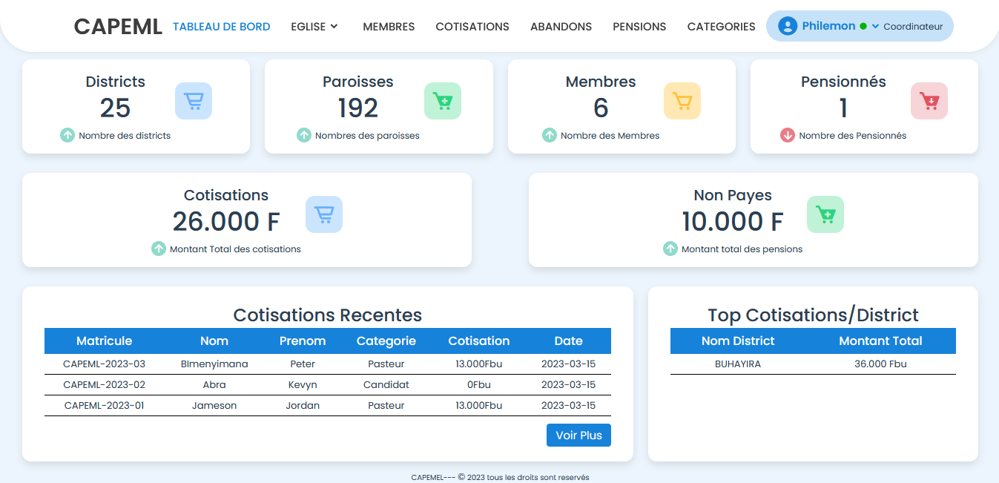 CAPEML TABLEAU DE BORD EGLISE MEMBRES COTISATIONS ABANDONS PENSIONS CATEGORIES Philemon Coordinateur
Districts
25
Nombre des districts
Paroisses
192
Nombres des paroisses
Membres
6
Nombre des Membres
Pensionnés
1
Nombre des Pensionnés
Cotisations
26.000 F
Montant Total des cotisations
Non Payes
10.000 F
Montant total des pensions
Cotisations Recentes
Matricule Nom Prenom Categorie Cotisation Date
CAPEML-2023-03 BImenyimana Peter Pasteur 13.000Fbu 2023-03-15
CAPEML-2023-02 Abra Kevyn Candidat 0Fbu 2023-03-15
CAPEML-2023-01 Jameson Jordan Pasteur 13.000Fbu 2023-03-15
Voir Plus
Top Cotisations/District
Nom District Montant Total
BUHAYIRA 36.000 Fbu
CAPEMEL--- © 2023 tous les droits sont reservés